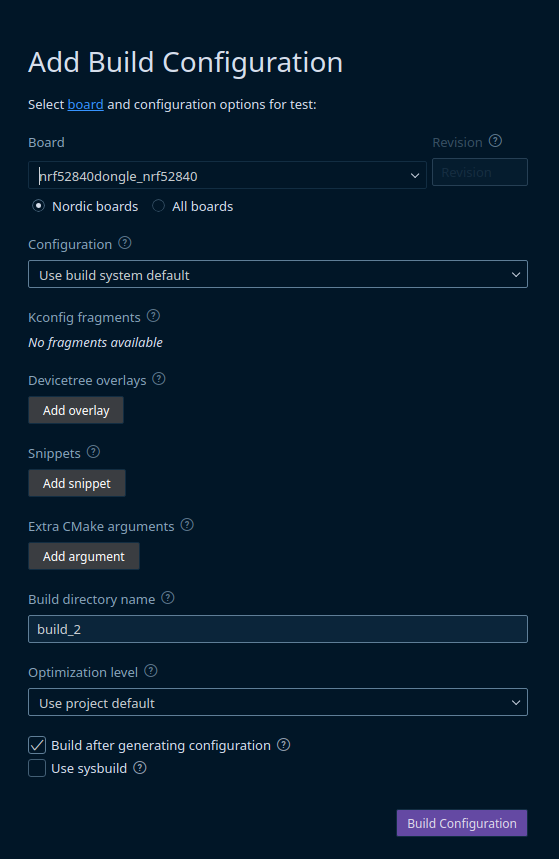 Add Build Configuration
Select board and configuration options for test:
Board
Revision
nrf52840dongle_nrf52840
Revision
Nordic boards
All boards
Configuration
Use build system default
Kconfig fragments
No fragments available
Devicetree overlays
Add overlay
Snippets
Add snippet
Extra CMake arguments
Add argument
Build directory name
build_2
Optimization level
Use project default
Build after generating configuration
Use sysbuild
Build Configuration